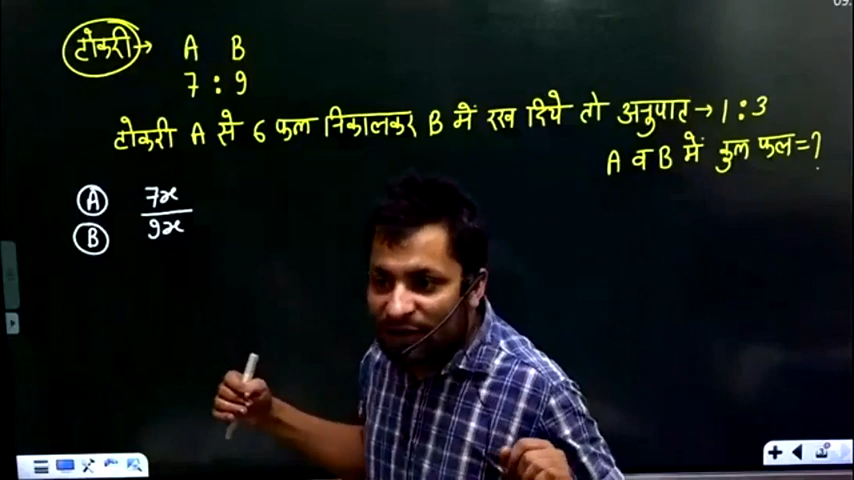 टोकरी→ A B
7 : 9
टोकरी A से 6 फल निकालकर B में रख दिये तो अनुपात → 1 : 3
A व B में कुल फल = ?
A 7x
B 9x